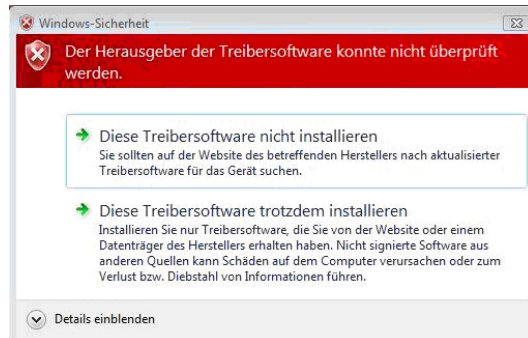 Windows-Sicherheit
Der Herausgeber der Treibersoftware konnte nicht überprüft
werden.
Diese Treibersoftware nicht installieren
Sie sollten auf der Website des betreffenden Herstellers nach aktualisierter
Treibersoftware für das Gerät suchen.
Diese Treibersoftware trotzdem installieren
Installieren Sie nur Treibersoftware, die Sie von der Website oder einem
Datenträger des Herstellers erhalten haben. Nicht signierte Software aus
anderen Quellen kann Schäden auf dem Computer verursachen oder zum
Verlust bzw. Diebstahl von Informationen führen.
Details einblenden